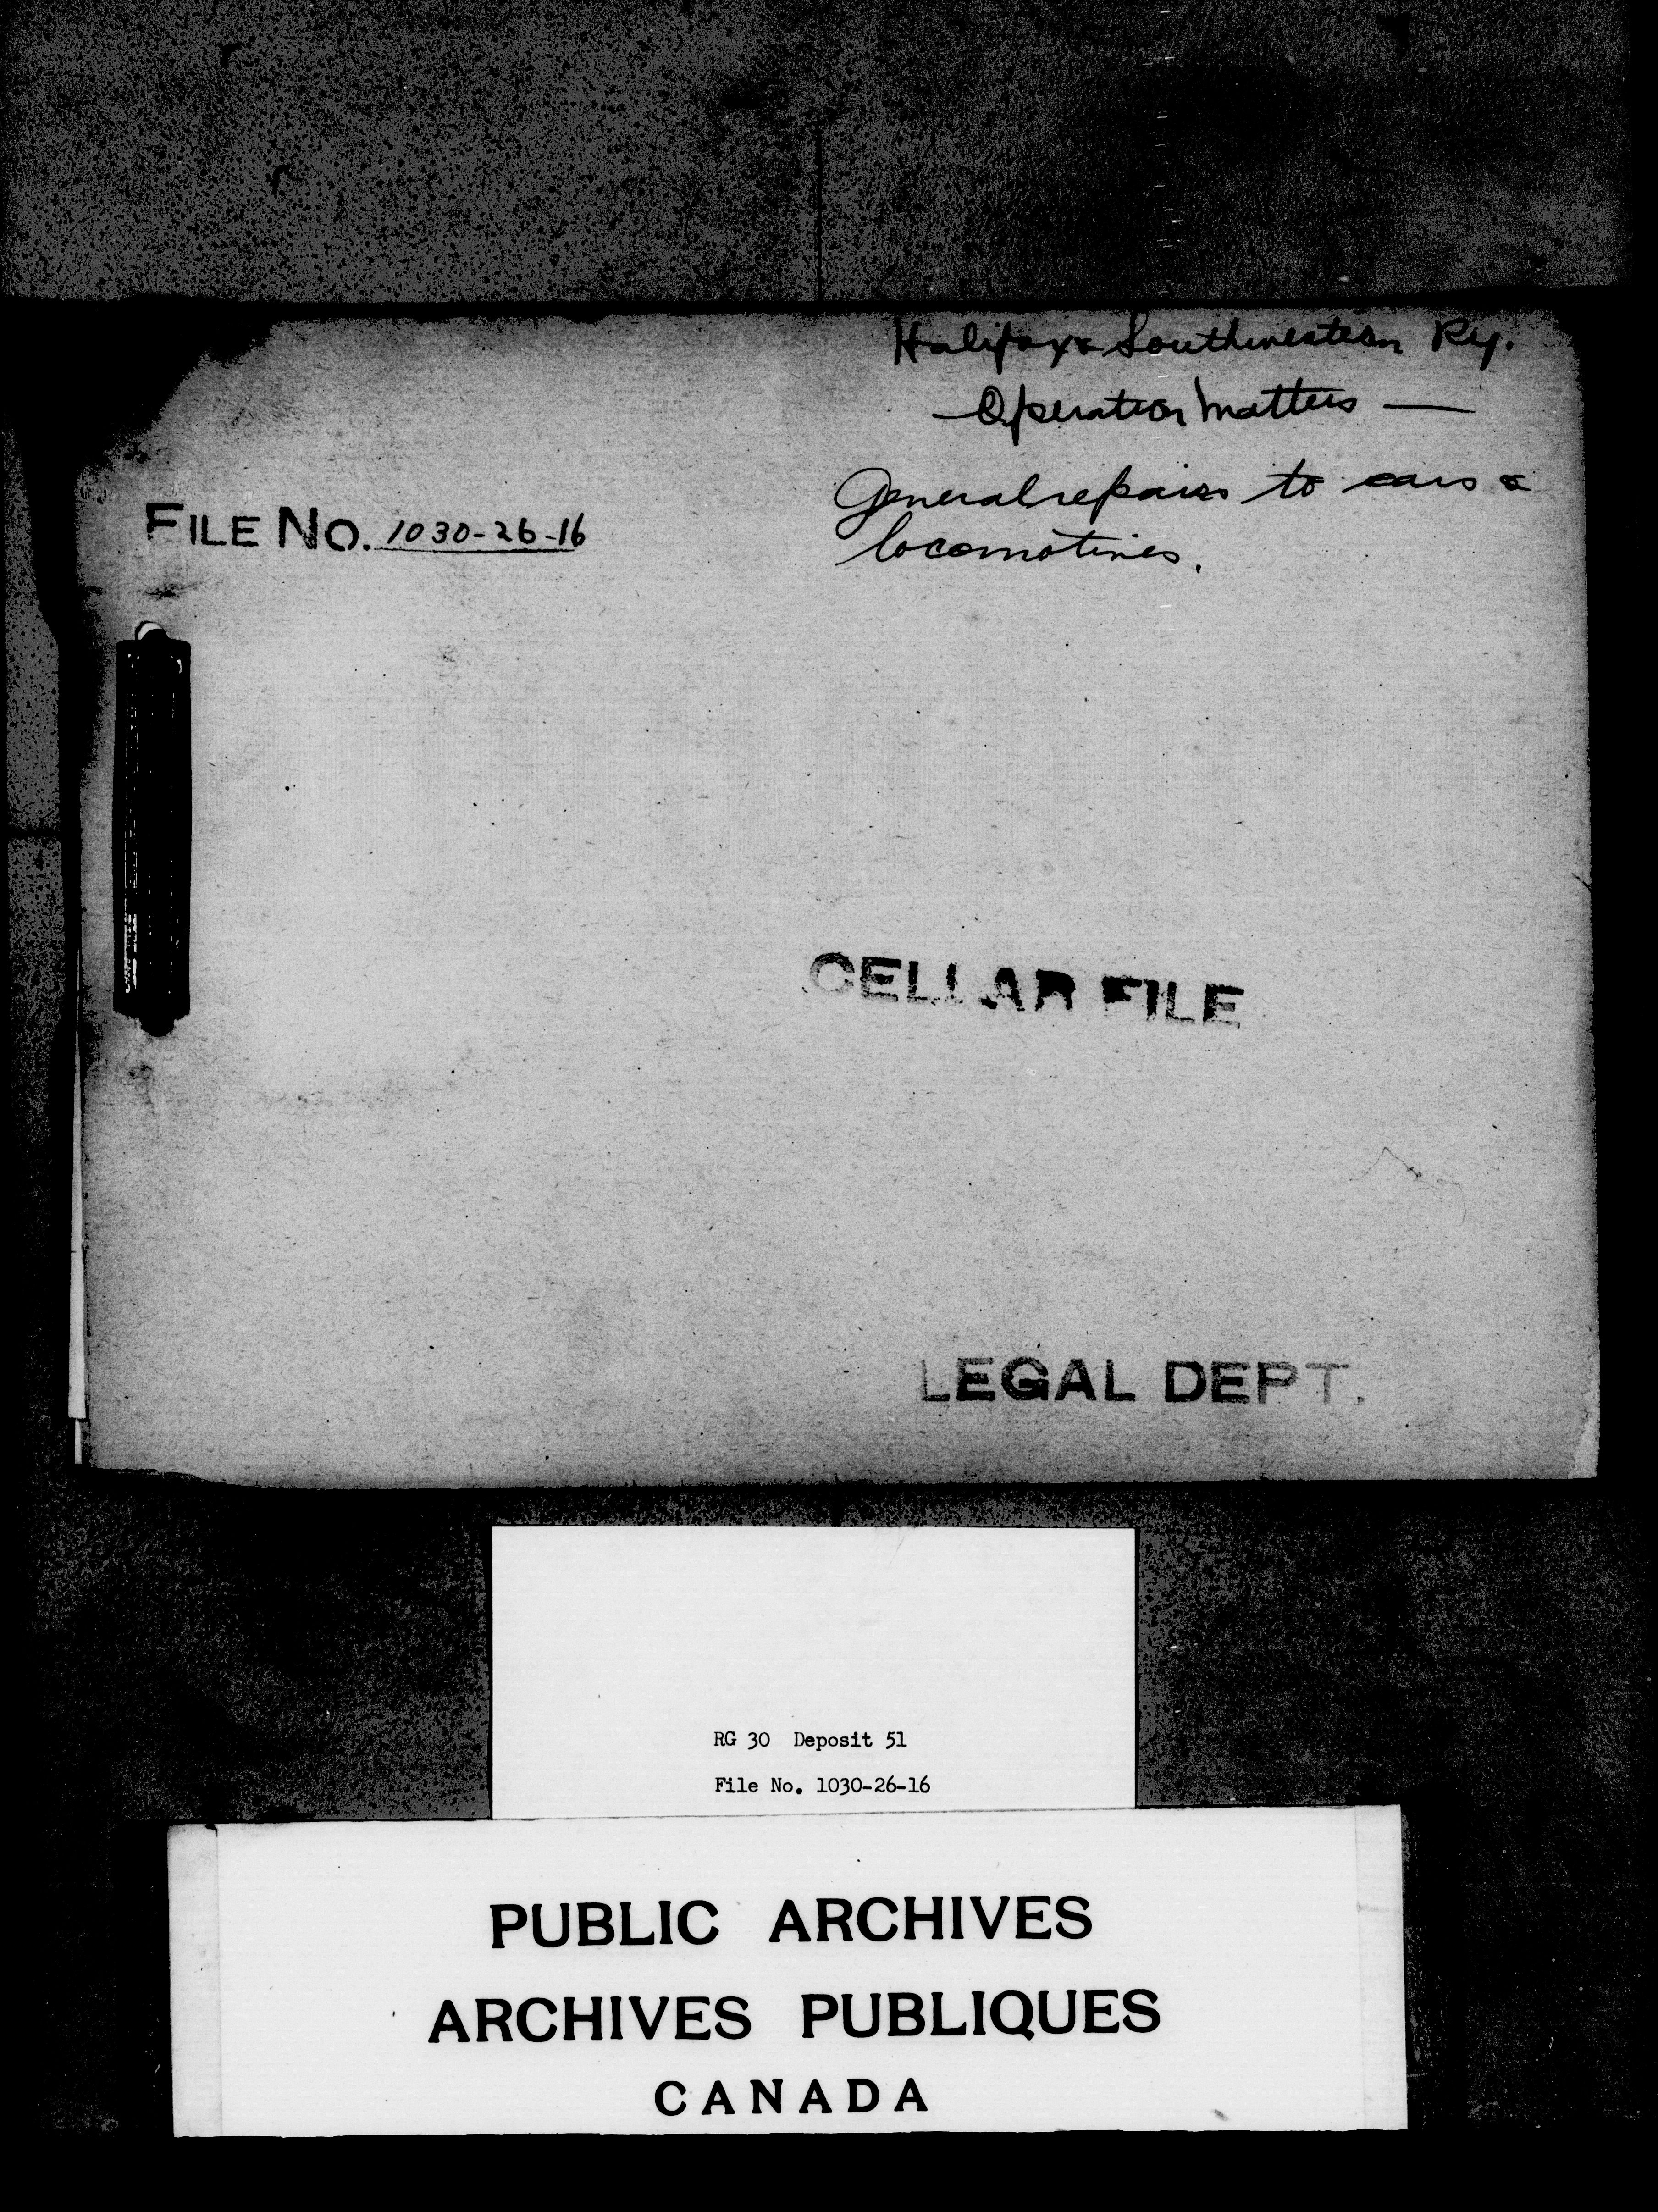 Halifax & Southwestern Ry.
— Operation Matters —
General repairs to cars &
locomotives.
FILE NO. 1030-26-16
CELLAR FILE
LEGAL DEPT.
RG 30 Deposit 51
File No. 1030-26-16
PUBLIC ARCHIVES
ARCHIVES PUBLIQUES
CANADA